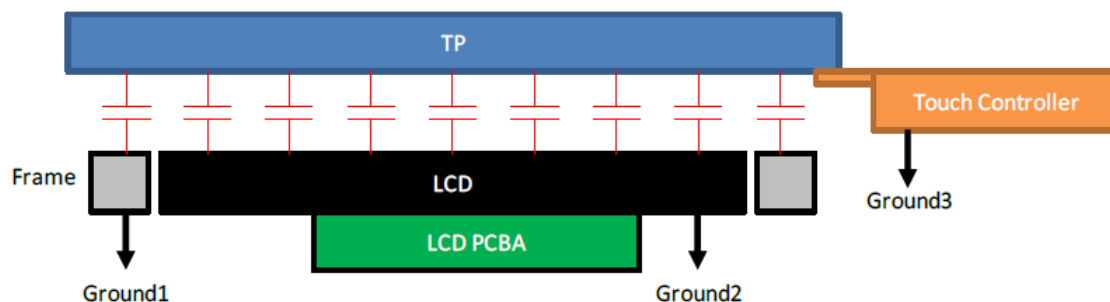 TP
Touch Controller
Frame
LCD
Ground3
LCD PCBA
Ground1
Ground2